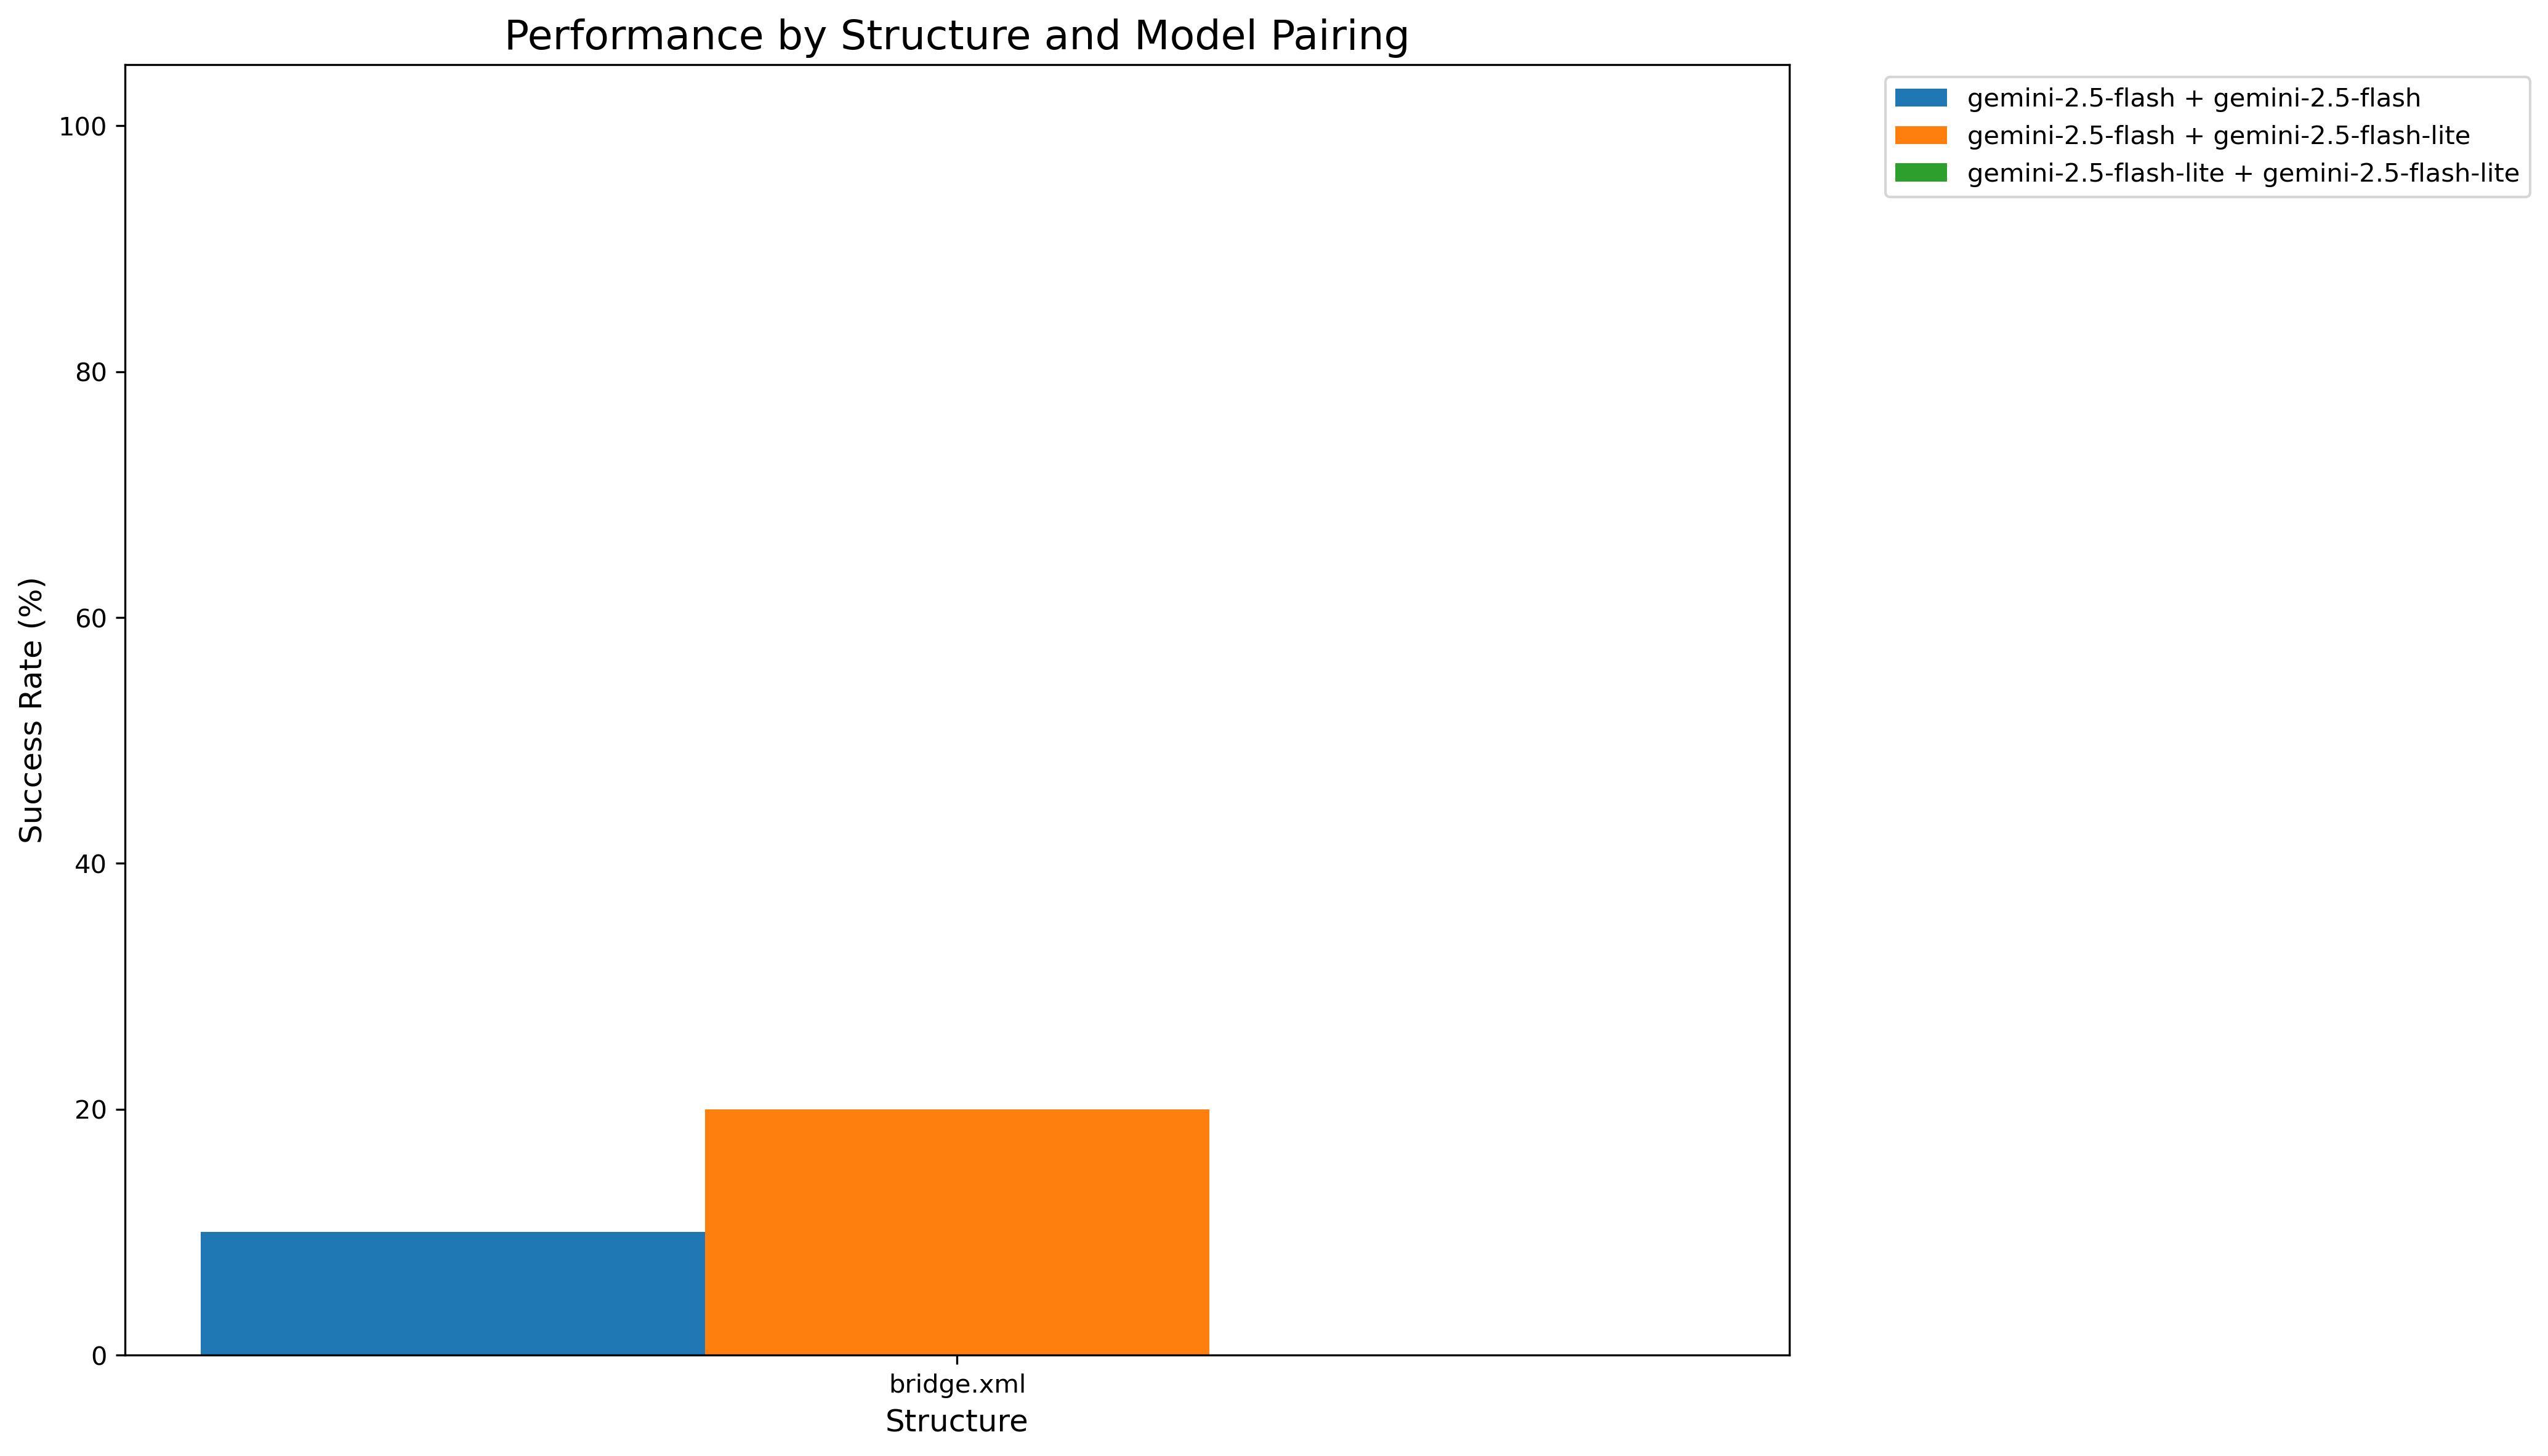 Performance by Structure and Model Pairing
gemini-2.5-flash + gemini-2.5-flash
gemini-2.5-flash + gemini-2.5-flash-lite
gemini-2.5-flash-lite + gemini-2.5-flash-lite
Success Rate (%)
100
80
60
40
20
0
bridge.xml
Structure